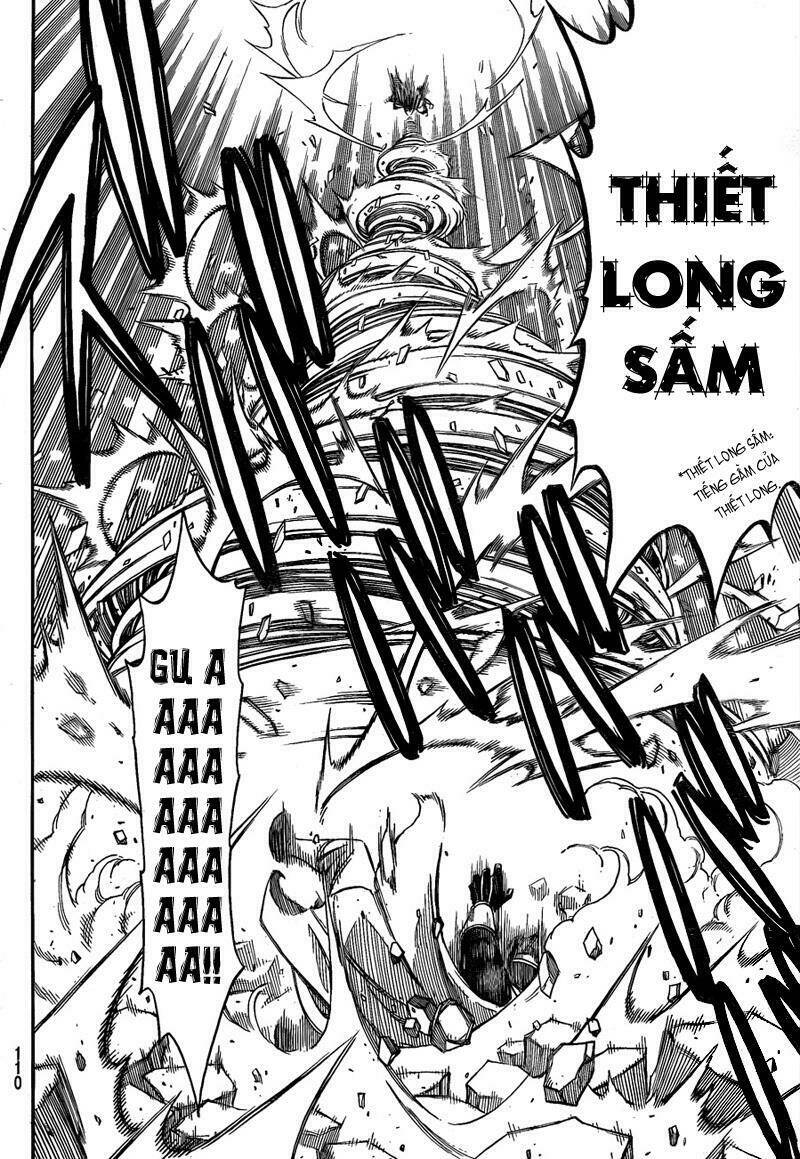 THIẾT
LONG
SẤM
*THIẾT LONG SẤM:
TIẾNG GẦM CỦA
THIẾT LONG.
GU A
AAA
AAA
AAA
AAA
AAA
AA!!
110